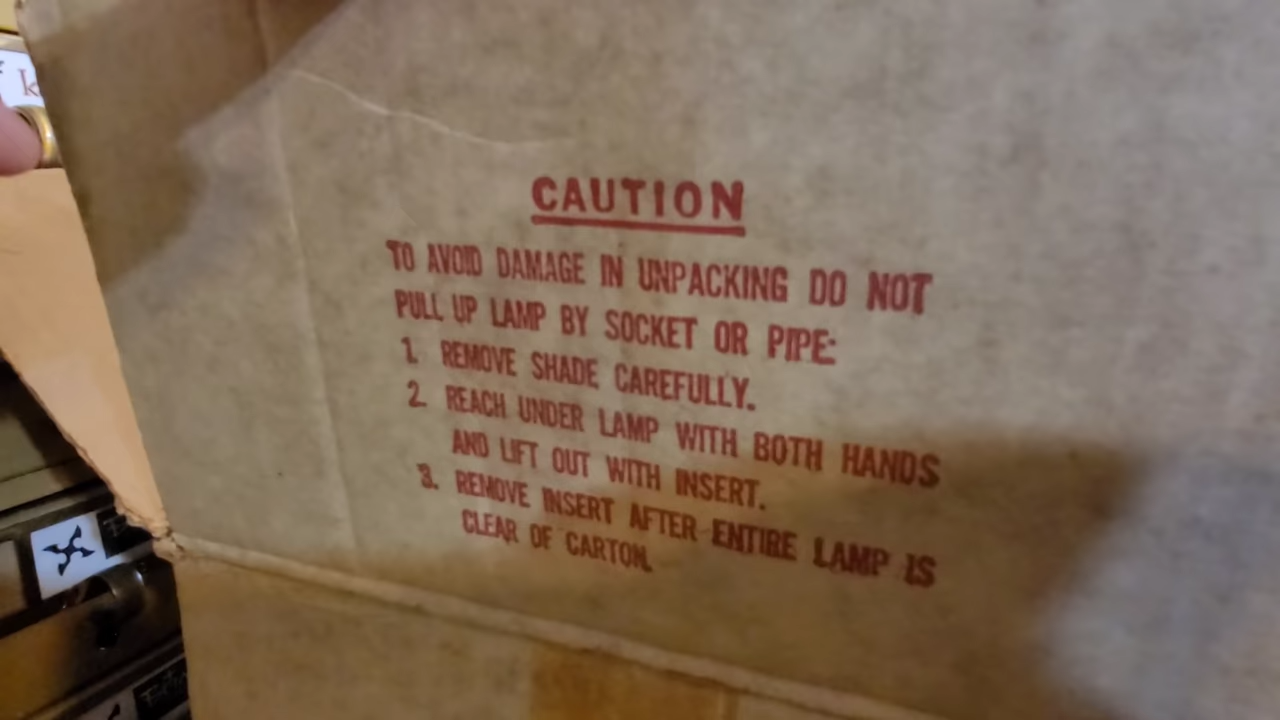 CAUTION
TO AVOID DAMAGE IN UNPACKING DO NOT
PULL UP LAMP BY SOCKET OR PIPE:
1. REMOVE SHADE CAREFULLY.
2. REACH UNDER LAMP WITH BOTH HANDS
AND LIFT OUT WITH INSERT.
3. REMOVE INSERT AFTER ENTIRE LAMP IS
CLEAR OF CARTON.